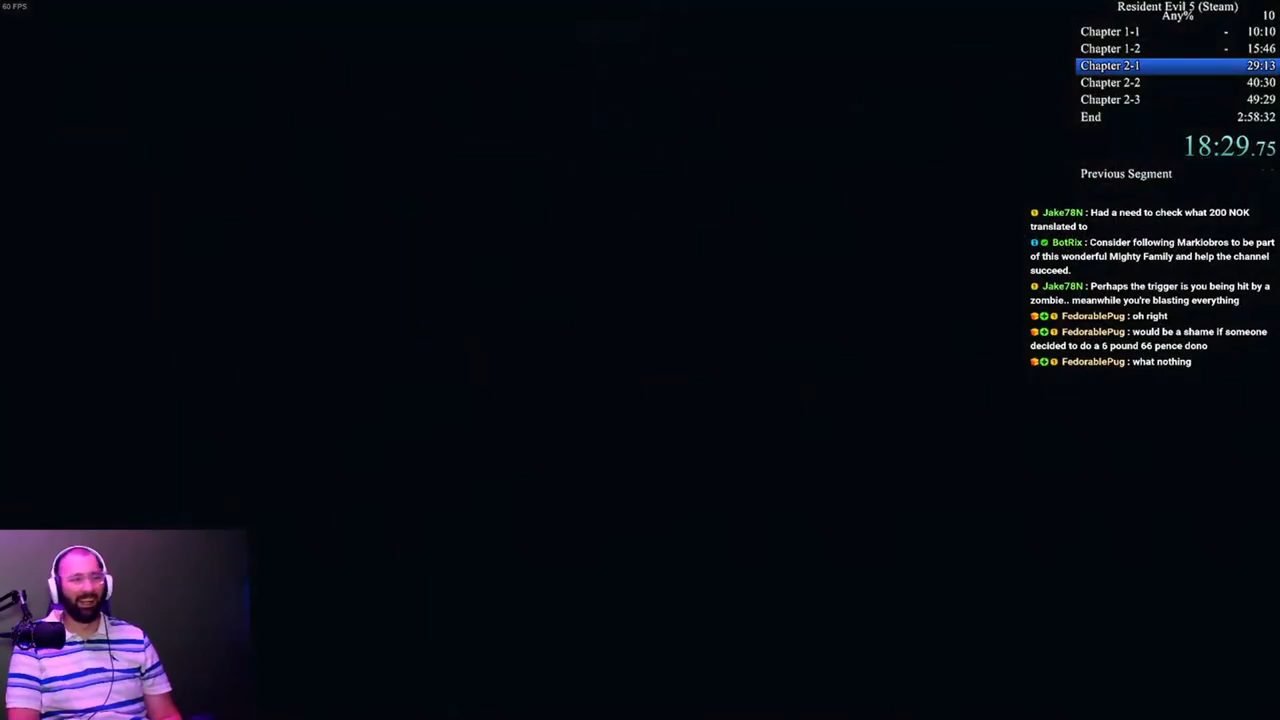 60 FPS
Resident Evil 5 (Steam)
Any% 10
Chapter 1-1 - 10:10
Chapter 1-2 - 15:46
Chapter 2-1 29:13
Chapter 2-2 40:30
Chapter 2-3 49:29
End 2:58:32
18:29.75
Previous Segment
Jake78N : Had a need to check what 200 NOK
translated to
BotRix : Consider following Markiobros to be part
of this wonderful Mighty Family and help the channel
succeed.
Jake78N : Perhaps the trigger is you being hit by a
zombie.. meanwhile you're blasting everything
FedorablePug : oh right
FedorablePug : would be a shame if someone
decided to do a 6 pound 66 pence dono
FedorablePug : what nothing